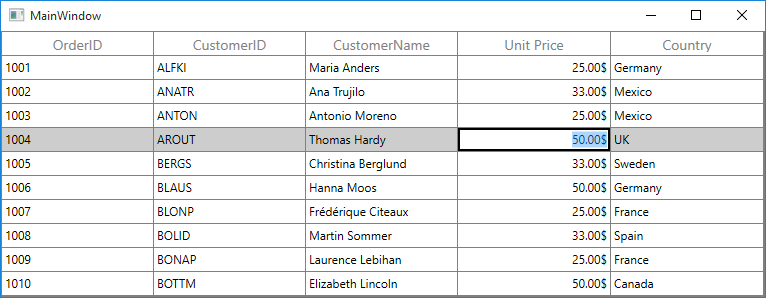 MainWindow
OrderID CustomerID CustomerName Unit Price Country
1001 ALFKI Maria Anders 25.00$ Germany
1002 ANATR Ana Trujilo 33.00$ Mexico
1003 ANTON Antonio Moreno 25.00$ Mexico
1004 AROUT Thomas Hardy 50.00$ UK
1005 BERGS Christina Berglund 33.00$ Sweden
1006 BLAUS Hanna Moos 50.00$ Germany
1007 BLONP Frédérique Citeaux 25.00$ France
1008 BOLID Martin Sommer 33.00$ Spain
1009 BONAP Laurence Lebihan 25.00$ France
1010 BOTTM Elizabeth Lincoln 50.00$ Canada